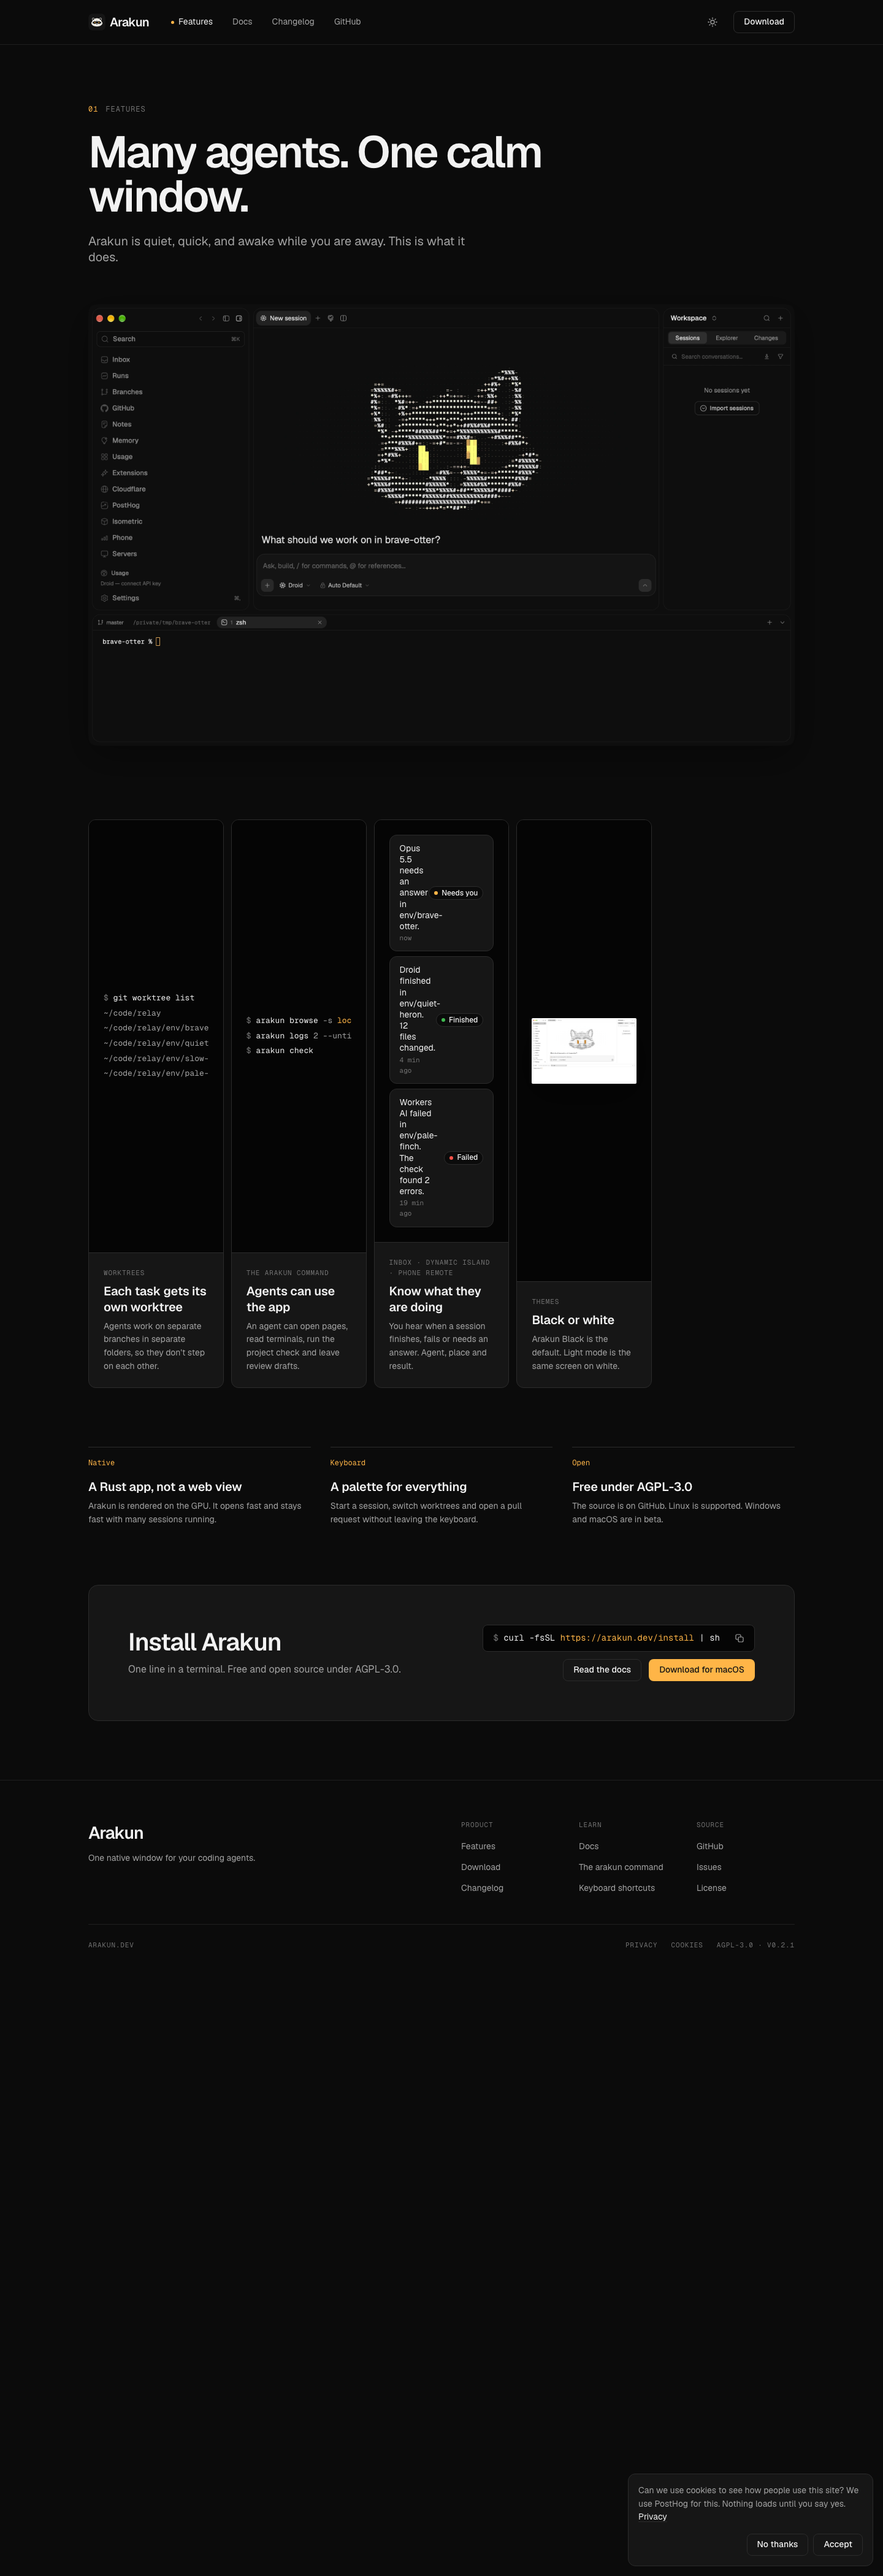 Arakun
Features
Docs
Changelog
GitHub
Download
01 FEATURES
Many agents. One calm
window.
Arakun is quiet, quick, and awake while you are away. This is what it
does.
Search
Inbox
Runs
Branches
GitHub
Notes
Memory
Usage
Extensions
Cloudflare
PostHog
Isometric
Phone
Servers
Usage
Droid — connect API key
Settings
New session
What should we work on in brave-otter?
Ask, build, / for commands, @ for references...
Droid
Auto Default
Workspace
Sessions
Explorer
Changes
Search conversations...
No sessions yet
Import sessions
master
/private/tmp/brave-otter
1 zsh
brave-otter %
$ git worktree list
~/code/relay
~/code/relay/env/brave
~/code/relay/env/quiet
~/code/relay/env/slow-
~/code/relay/env/pale-
WORKTREES
Each task gets its
own worktree
Agents work on separate
branches in separate
folders, so they don't step
on each other.
$ arakun browse -s loc
$ arakun logs 2 --unti
$ arakun check
THE ARAKUN COMMAND
Agents can use
the app
An agent can open pages,
read terminals, run the
project check and leave
review drafts.
Opus
5.5
needs
an
answer
in
env/brave-
otter.
now
Needs you
Droid
finished
in
env/quiet-
heron.
12
files
changed.
4 min
ago
Finished
Workers
AI failed
in
env/pale-
finch.
The
check
found 2
errors.
19 min
ago
Failed
INBOX · DYNAMIC ISLAND
· PHONE REMOTE
Know what they
are doing
You hear when a session
finishes, fails or needs an
answer. Agent, place and
result.
THEMES
Black or white
Arakun Black is the
default. Light mode is the
same screen on white.
Native
A Rust app, not a web view
Arakun is rendered on the GPU. It opens fast and stays
fast with many sessions running.
Keyboard
A palette for everything
Start a session, switch worktrees and open a pull
request without leaving the keyboard.
Open
Free under AGPL-3.0
The source is on GitHub. Linux is supported. Windows
and macOS are in beta.
Install Arakun
One line in a terminal. Free and open source under AGPL-3.0.
$ curl -fsSL https://arakun.dev/install | sh
Read the docs
Download for macOS
Arakun
One native window for your coding agents.
PRODUCT
Features
Download
Changelog
LEARN
Docs
The arakun command
Keyboard shortcuts
SOURCE
GitHub
Issues
License
ARAKUN.DEV
PRIVACY
COOKIES
AGPL-3.0 · V0.2.1
Can we use cookies to see how people use this site? We
use PostHog for this. Nothing loads until you say yes.
Privacy
No thanks
Accept